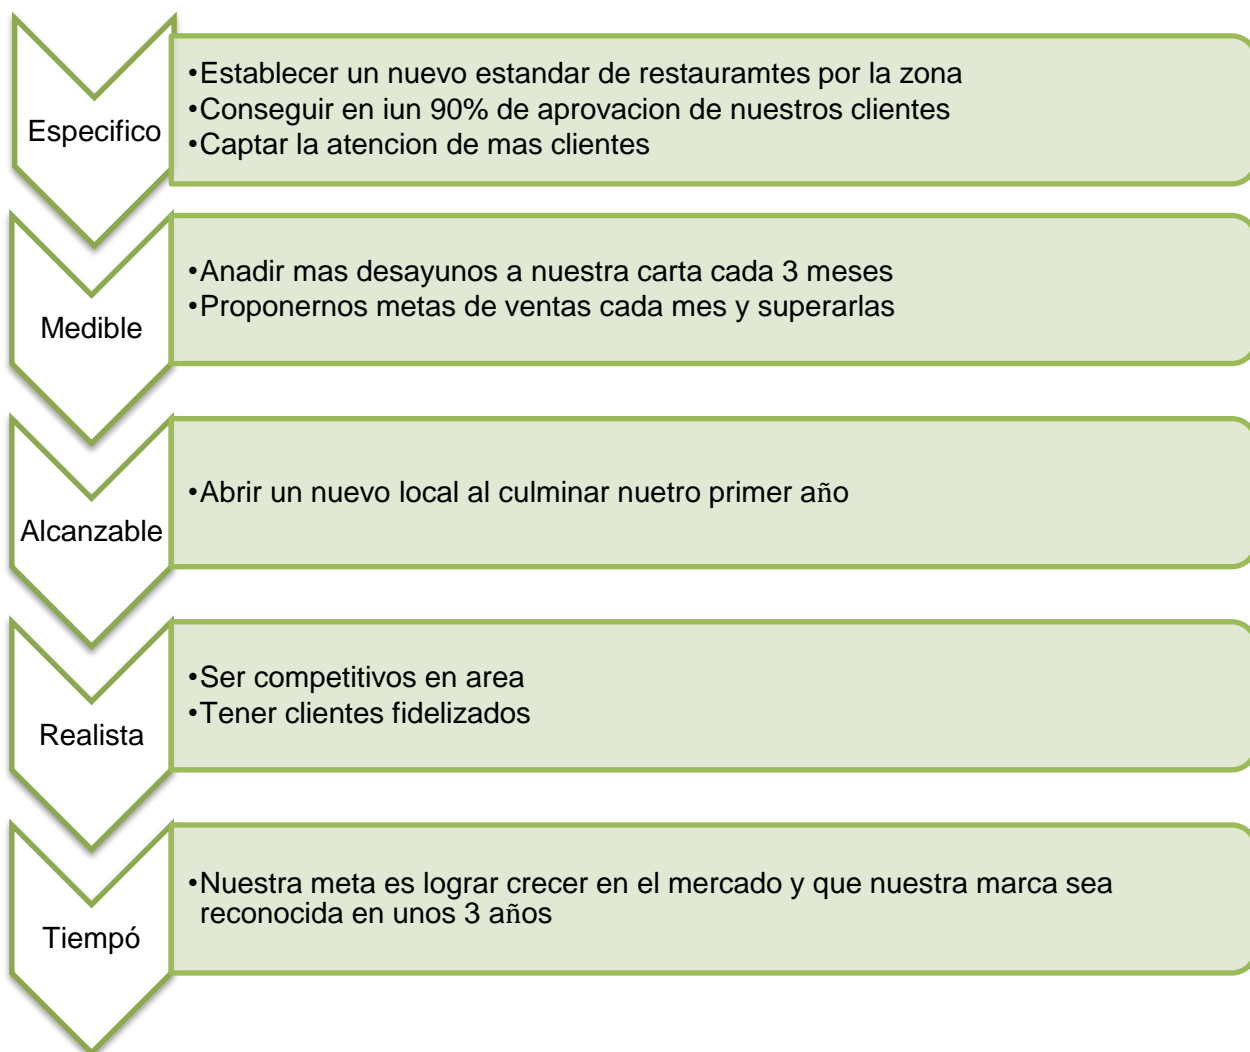 Especifico
•Establecer un nuevo estandar de restauramtes por la zona
•Conseguir en iun 90% de aprovacion de nuestros clientes
•Captar la atencion de mas clientes
Medible
•Anadir mas desayunos a nuestra carta cada 3 meses
•Proponernos metas de ventas cada mes y superarlas
Alcanzable
•Abrir un nuevo local al culminar nuetro primer año
Realista
•Ser competitivos en area
•Tener clientes fidelizados
Tiempó
•Nuestra meta es lograr crecer en el mercado y que nuestra marca sea
reconocida en unos 3 años